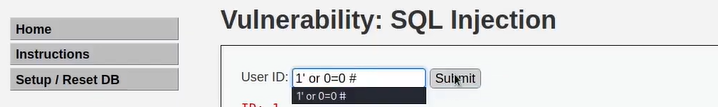 Vulnerability: SQL Injection
Home
Instructions
Setup / Reset DB
User ID: 1' or 0=0 # Submit
1' or 0=0 #